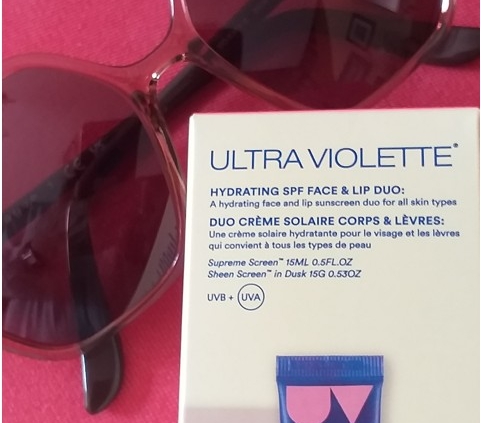 ULTRA VIOLETTE®
HYDRATING SPF FACE & LIP DUO:
A hydrating face and lip sunscreen duo for all skin types
DUO CRÈME SOLAIRE CORPS & LÈVRES:
Une crème solaire hydratante pour le visage et les lèvres
qui convient à tous les types de peau
Supreme Screen™ 15ML 0.5FL.OZ
Sheen Screen™ in Dusk 15G 0.53OZ
UVB + UVA
UV